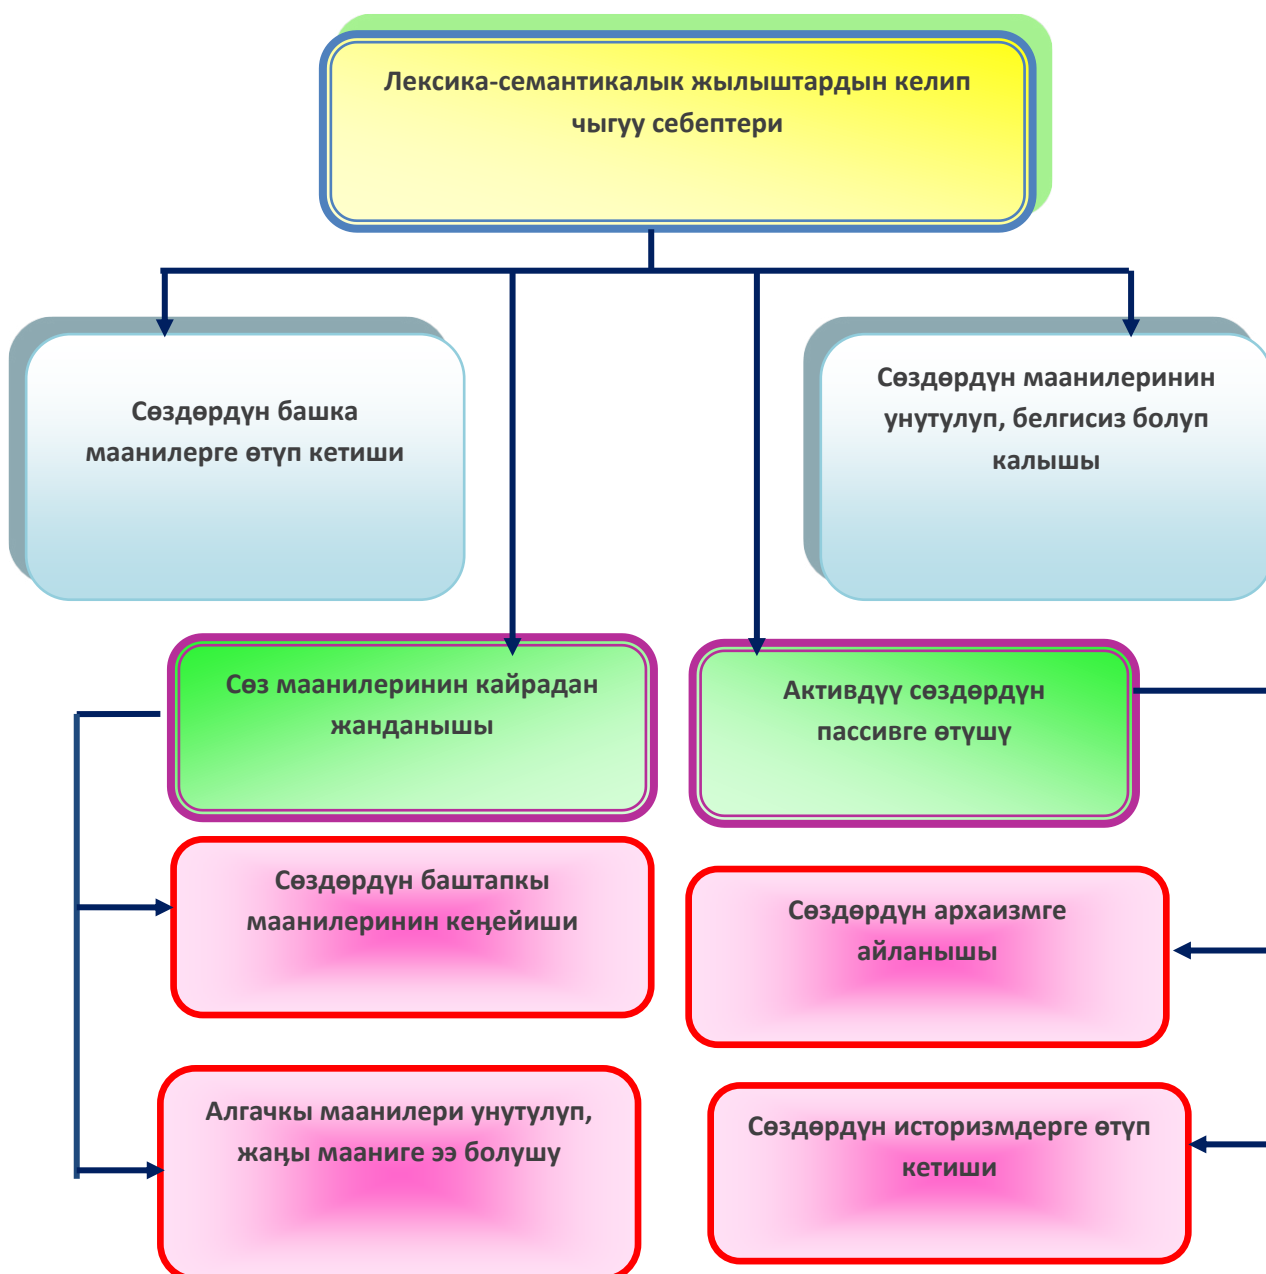 Лексика-семантикалык жылыштардын келип
чыгуу себептери
Сөздөрдүн башка
маанилерге өтүп кетиши
Сөздөрдүн маанилеринин
унутулуп, белгисиз болуп
калышы
Сөз маанилеринин кайрадан
жанданышы
Активдүү сөздөрдүн
пассивге өтүшү
Сөздөрдүн баштапкы
маанилеринин кеңейиши
Сөздөрдүн архаизмге
айланышы
Алгачкы маанилери унутулуп,
жаңы мааниге ээ болушу
Сөздөрдүн историзмдерге өтүп
кетиши